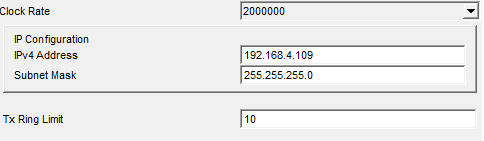 Clock Rate 2000000
IP Configuration
IPv4 Address 192.168.4.109
Subnet Mask 255.255.255.0
Tx Ring Limit 10